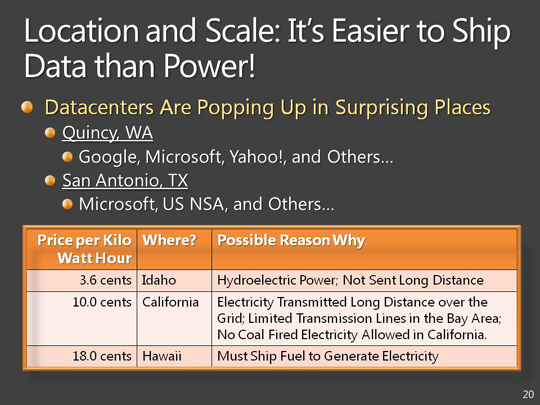 Location and Scale: It's Easier to Ship
Data than Power!
Datacenters Are Popping Up in Surprising Places
Quincy, WA
Google, Microsoft, Yahoo!, and Others…
San Antonio, TX
Microsoft, US NSA, and Others…
Price per Kilo Where? Possible Reason Why
Watt Hour
3.6 cents Idaho Hydroelectric Power; Not Sent Long Distance
10.0 cents California Electricity Transmitted Long Distance over the
Grid; Limited Transmission Lines in the Bay Area;
No Coal Fired Electricity Allowed in California.
18.0 cents Hawaii Must Ship Fuel to Generate Electricity
20